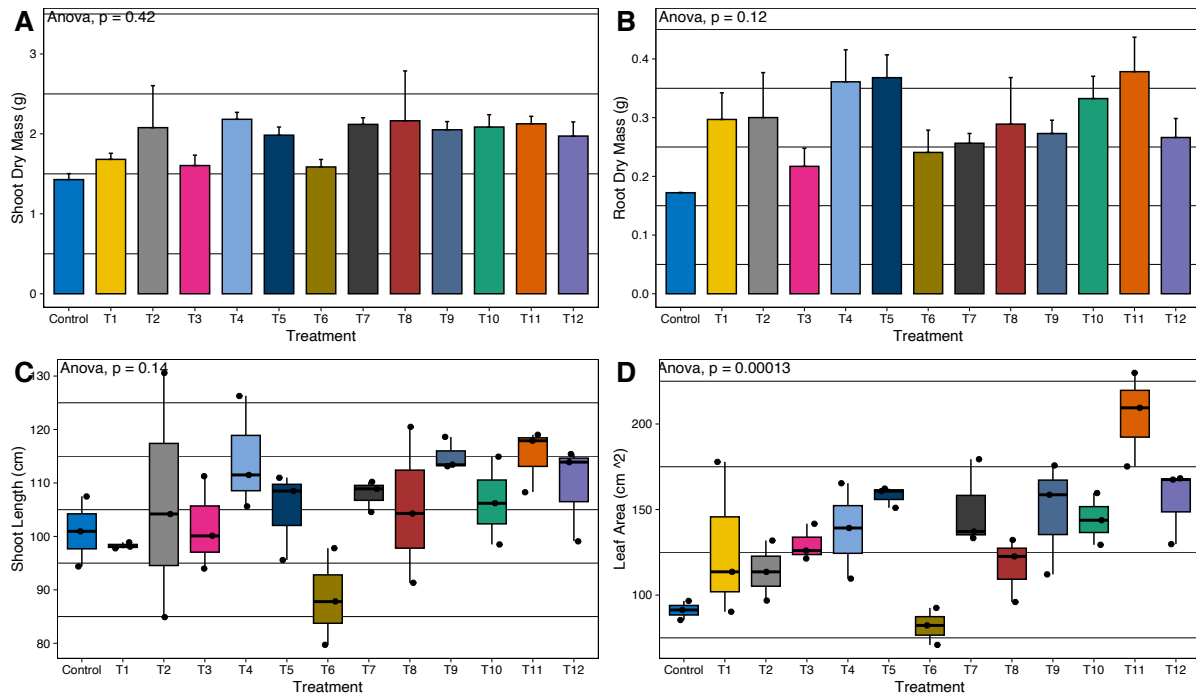 A
Anova, p = 0.42
Shoot Dry Mass (g)
3
2
1
0
Control T1 T2 T3 T4 T5 T6 T7 T8 T9 T10 T11 T12
Treatment
B
Anova, p = 0.12
Root Dry Mass (g)
0.4
0.3
0.2
0.1
0.0
Control T1 T2 T3 T4 T5 T6 T7 T8 T9 T10 T11 T12
Treatment
C
Anova, p = 0.14
Shoot Length (cm)
130
120
110
100
90
80
Control T1 T2 T3 T4 T5 T6 T7 T8 T9 T10 T11 T12
Treatment
D
Anova, p = 0.00013
Leaf Area (cm ^2)
200
150
100
Control T1 T2 T3 T4 T5 T6 T7 T8 T9 T10 T11 T12
Treatment